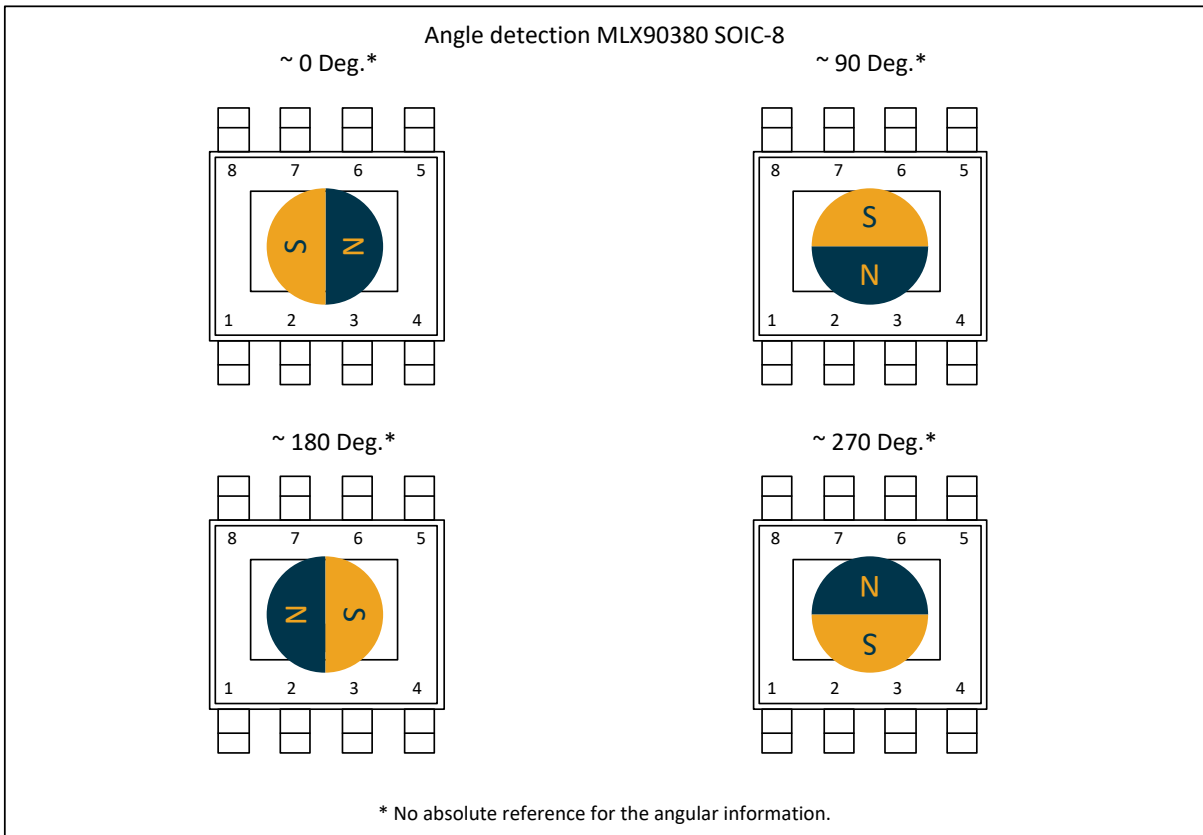 Angle detection MLX90380 SOIC-8
~ 0 Deg.*
~ 90 Deg.*
8 7 6 5
S N
1 2 3 4
8 7 6 5
S
N
1 2 3 4
~ 180 Deg.*
~ 270 Deg.*
8 7 6 5
N S
1 2 3 4
8 7 6 5
N
S
1 2 3 4
* No absolute reference for the angular information.